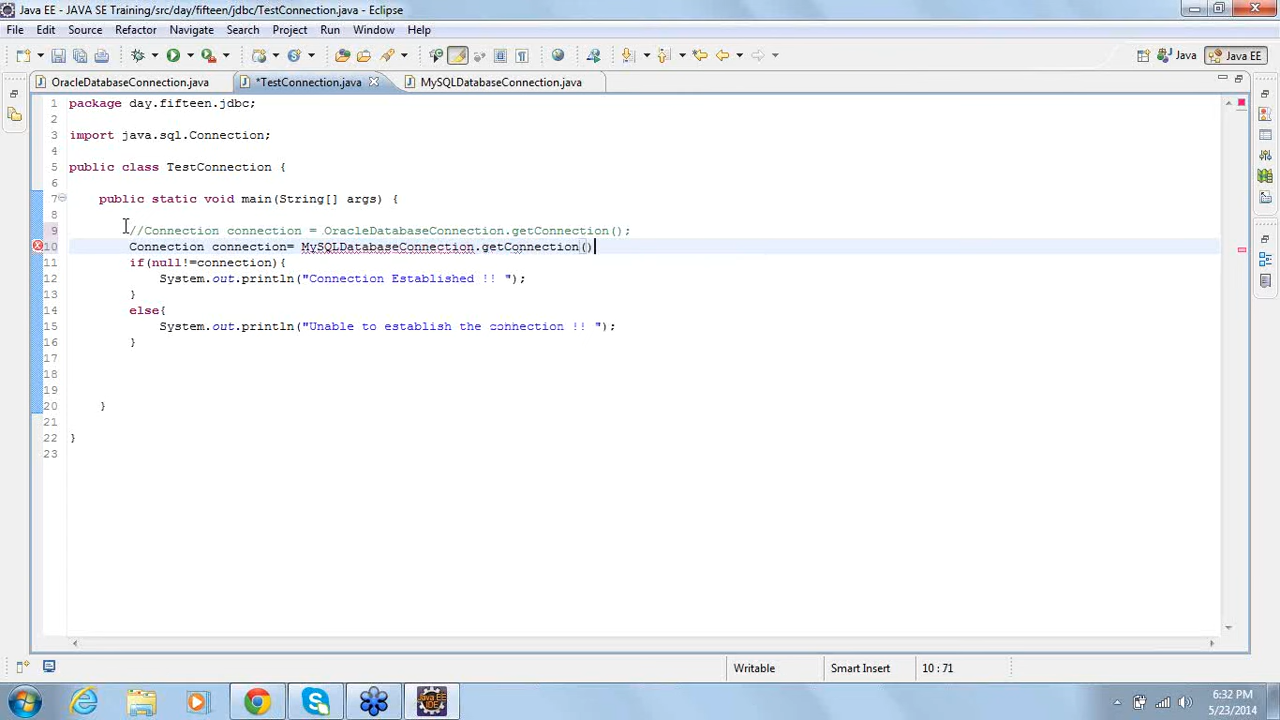 Java EE - JAVA SE Training/src/day/fifteen/jdbc/TestConnection.java - Eclipse
File Edit Source Refactor Navigate Search Project Run Window Help
Java Java EE
OracleDatabaseConnection.java *TestConnection.java MySQLDatabaseConnection.java
1 package day.fifteen.jdbc;
2
3 import java.sql.Connection;
4
5 public class TestConnection {
6
7 public static void main(String[] args) {
8
9 //Connection connection = OracleDatabaseConnection.getConnection();
10 Connection connection= MySQLDatabaseConnection.getConnection()
11 if(null!=connection){
12 System.out.println("Connection Established !! ");
13 }
14 else{
15 System.out.println("Unable to establish the connection !! ");
16 }
17
18
19
20 }
21
22 }
23
Writable Smart Insert 10 : 71
Java EE IDE
6:32 PM
5/23/2014